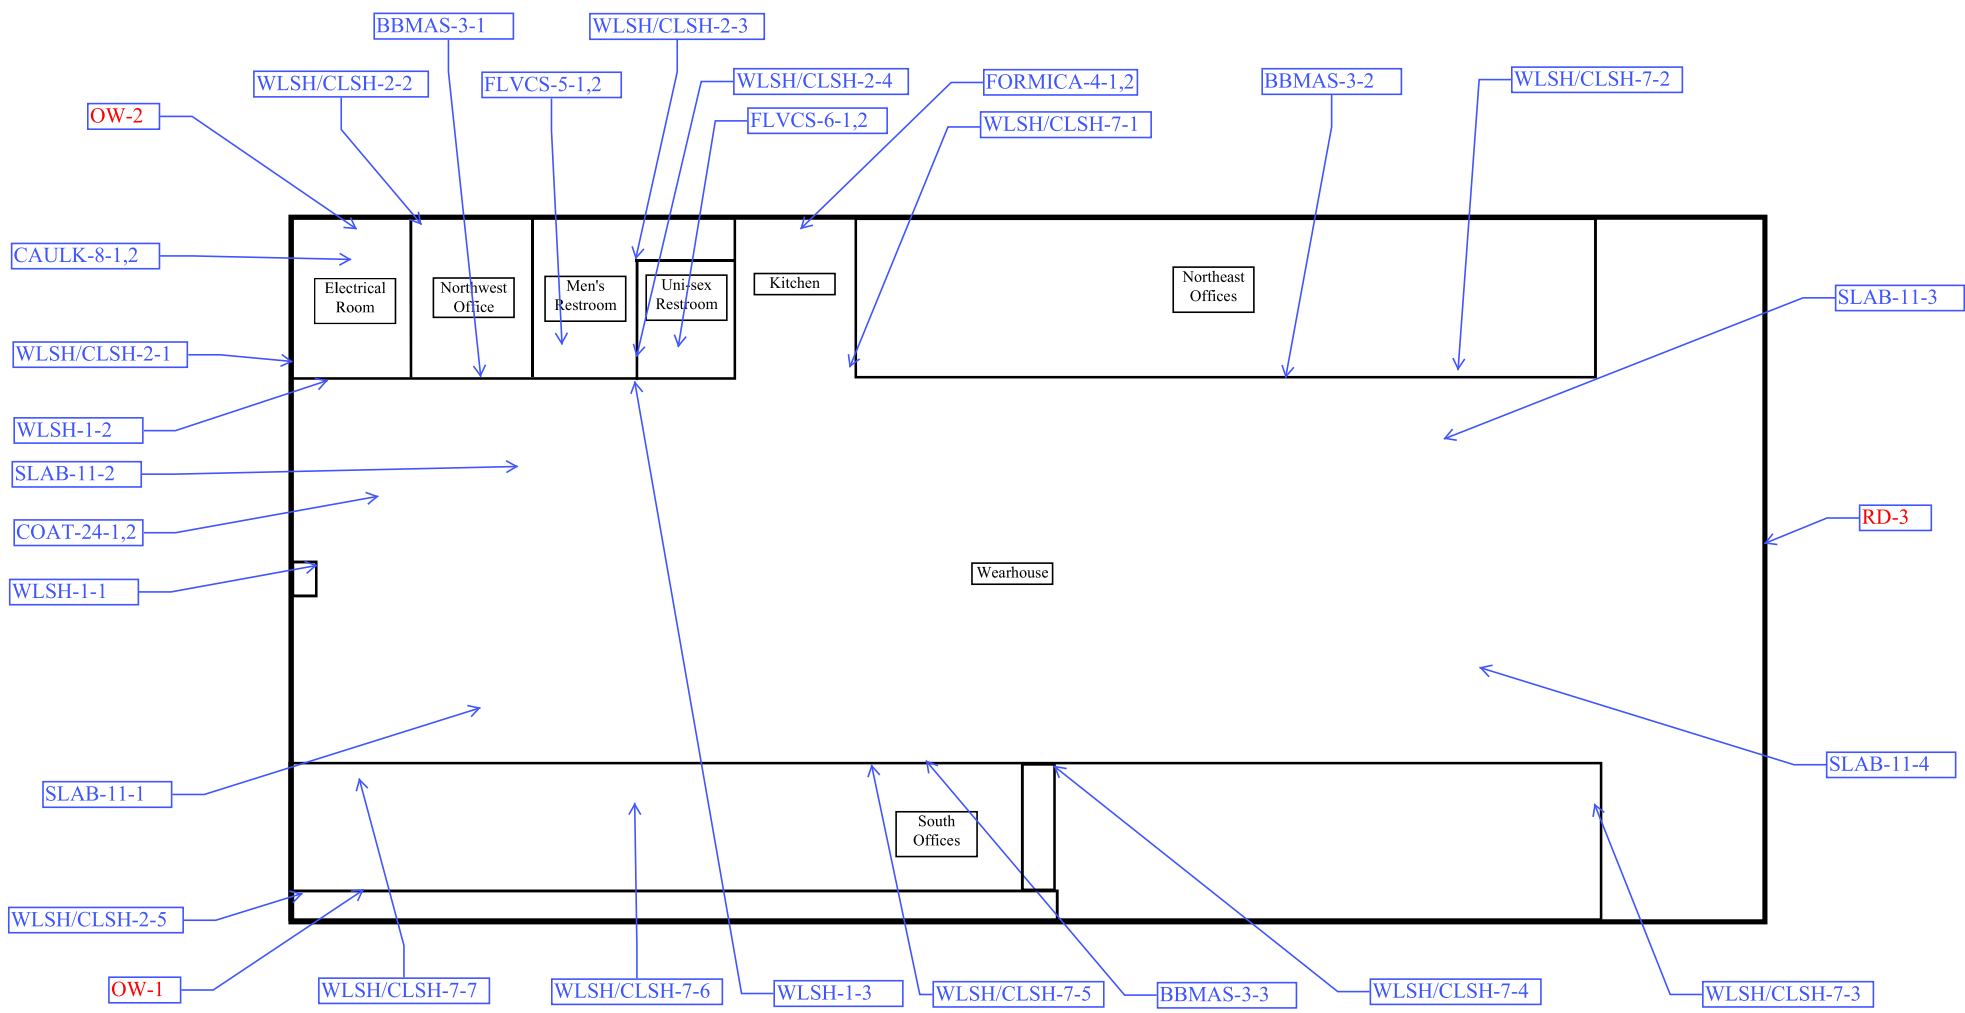 BBMAS-3-1
WLSH/CLSH-2-3
WLSH/CLSH-2-2
FLVCS-5-1,2
WLSH/CLSH-2-4
FORMICA-4-1,2
BBMAS-3-2
WLSH/CLSH-7-2
OW-2
FLVCS-6-1,2
WLSH/CLSH-7-1
CAULK-8-1,2
Electrical
Room
Northwest
Office
Men's
Restroom
Uni-sex
Restroom
Kitchen
Northeast
Offices
SLAB-11-3
WLSH/CLSH-2-1
WLSH-1-2
SLAB-11-2
COAT-24-1,2
RD-3
WLSH-1-1
Wearhouse
SLAB-11-1
SLAB-11-4
South
Offices
WLSH/CLSH-2-5
OW-1
WLSH/CLSH-7-7
WLSH/CLSH-7-6
WLSH-1-3
WLSH/CLSH-7-5
BBMAS-3-3
WLSH/CLSH-7-4
WLSH/CLSH-7-3